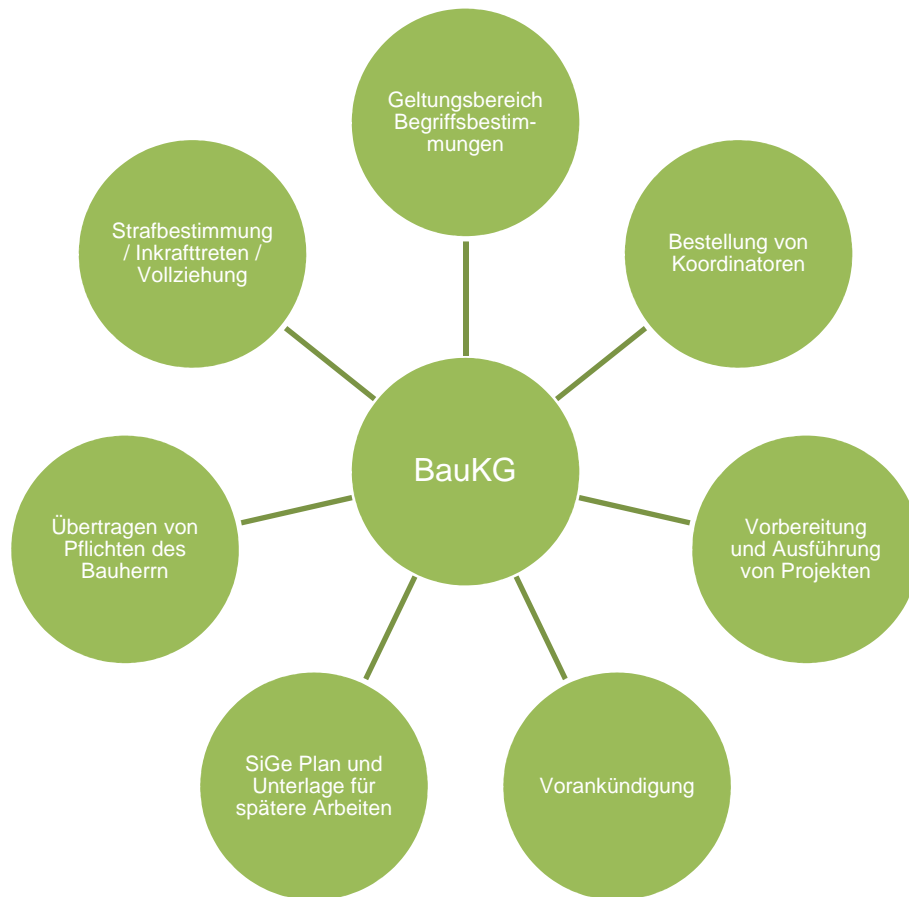 Geltungsbereich
Begriffsbestim-
mungen
Strafbestimmung
/ Inkrafttreten /
Vollziehung
Bestellung von
Koordinatoren
BauKG
Übertragen von
Pflichten des
Bauherrn
Vorbereitung
und Ausführung
von Projekten
SiGe Plan und
Unterlage für
spätere Arbeiten
Vorankündigung